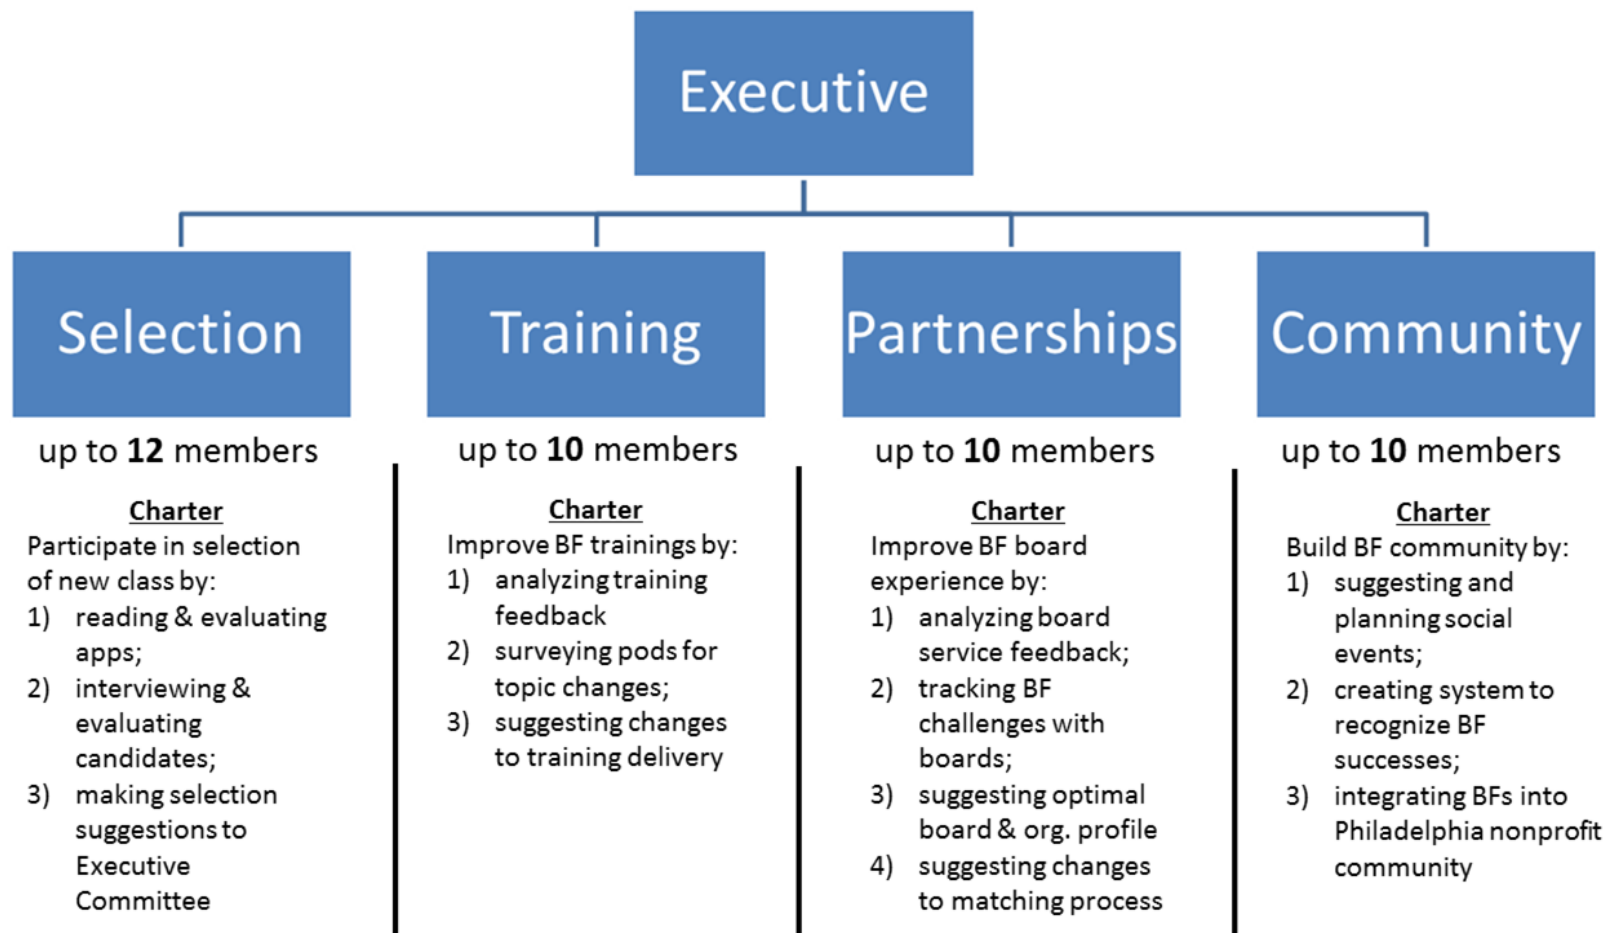 Executive
Selection
up to 12 members
Charter
Participate in selection
of new class by:
1) reading & evaluating
apps;
2) interviewing &
evaluating
candidates;
3) making selection
suggestions to
Executive
Committee
Training
up to 10 members
Charter
Improve BF trainings by:
1) analyzing training
feedback
2) surveying pods for
topic changes;
3) suggesting changes
to training delivery
Partnerships
up to 10 members
Charter
Improve BF board
experience by:
1) analyzing board
service feedback;
2) tracking BF
challenges with
boards;
3) suggesting optimal
board & org. profile
4) suggesting changes
to matching process
Community
up to 10 members
Charter
Build BF community by:
1) suggesting and
planning social
events;
2) creating system to
recognize BF
successes;
3) integrating BFs into
Philadelphia nonprofit
community